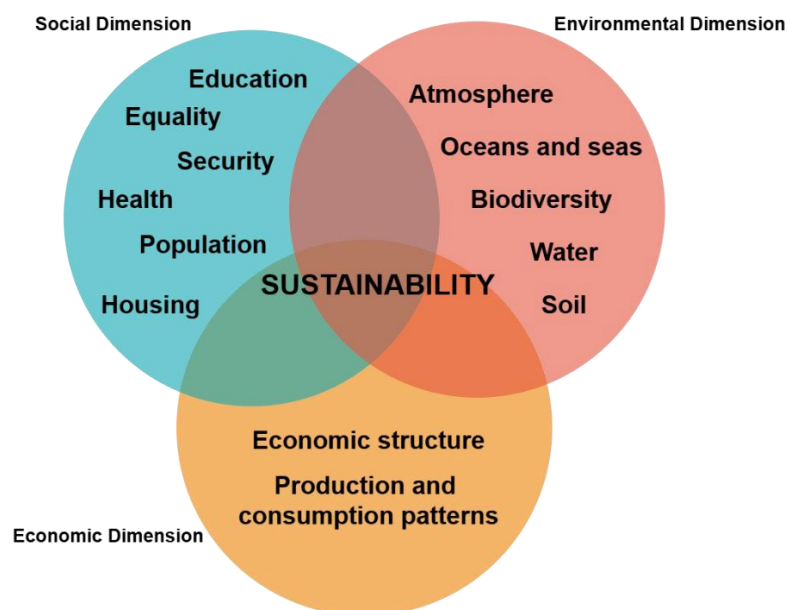 Social Dimension
Environmental Dimension
Education
Equality
Security
Health
Population
Housing
Atmosphere
Oceans and seas
Biodiversity
Water
Soil
SUSTAINABILITY
Economic structure
Production and
consumption patterns
Economic Dimension